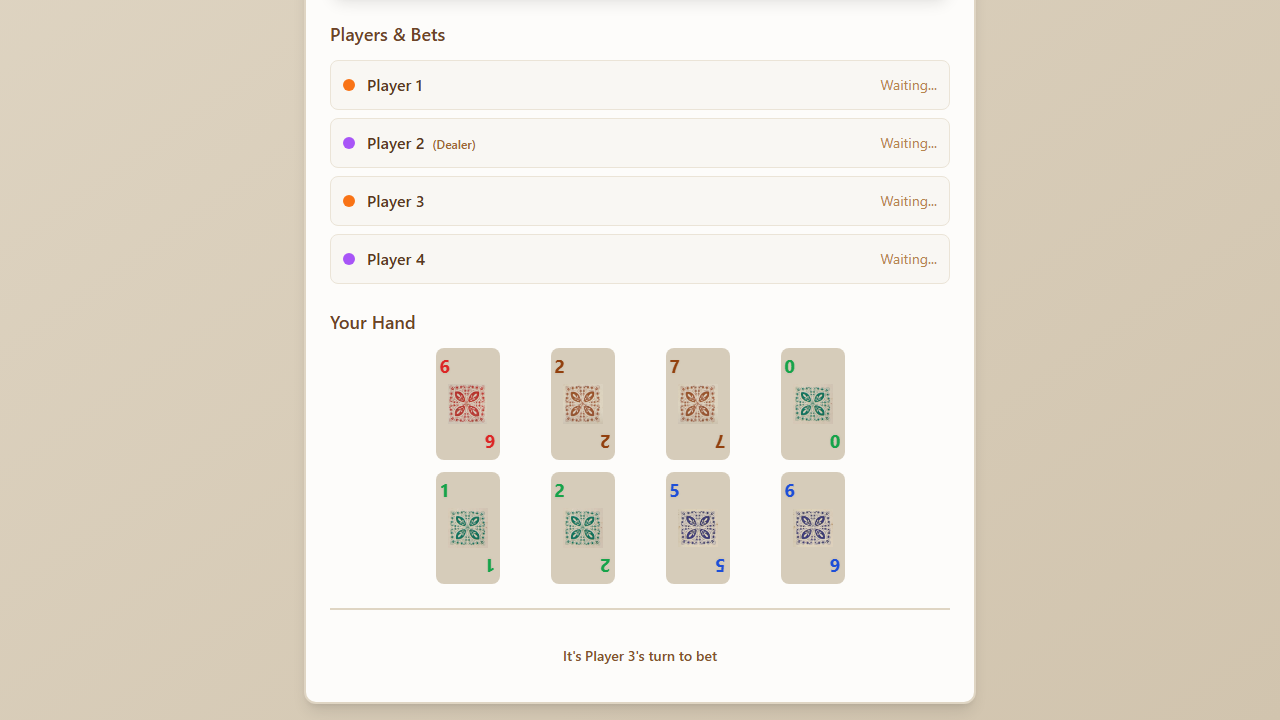 Players & Bets
Player 1 Waiting...
Player 2 (Dealer) Waiting...
Player 3 Waiting...
Player 4 Waiting...
Your Hand
6 2 7 0
6 2 7 0
1 2 5 6
1 2 5 6
It's Player 3's turn to bet